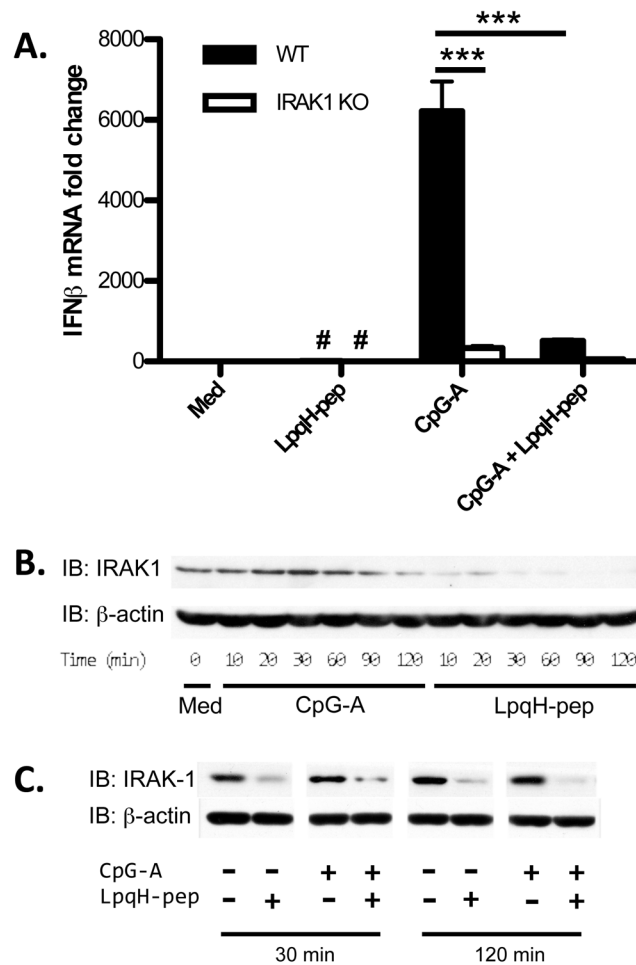 A.
IFNβ mRNA fold change
8000
6000
4000
2000
0
WT
IRAK1 KO
***
***
# #
Med
LpqH-pep
CpG-A
CpG-A + LpqH-pep
B.
IB: IRAK1
IB: β-actin
Time (min) 0 10 20 30 60 90 120 10 20 30 60 90 120
Med CpG-A LpqH-pep
C.
IB: IRAK-1
IB: β-actin
CpG-A - - + + - - + +
LpqH-pep - + - + - + - +
30 min 120 min